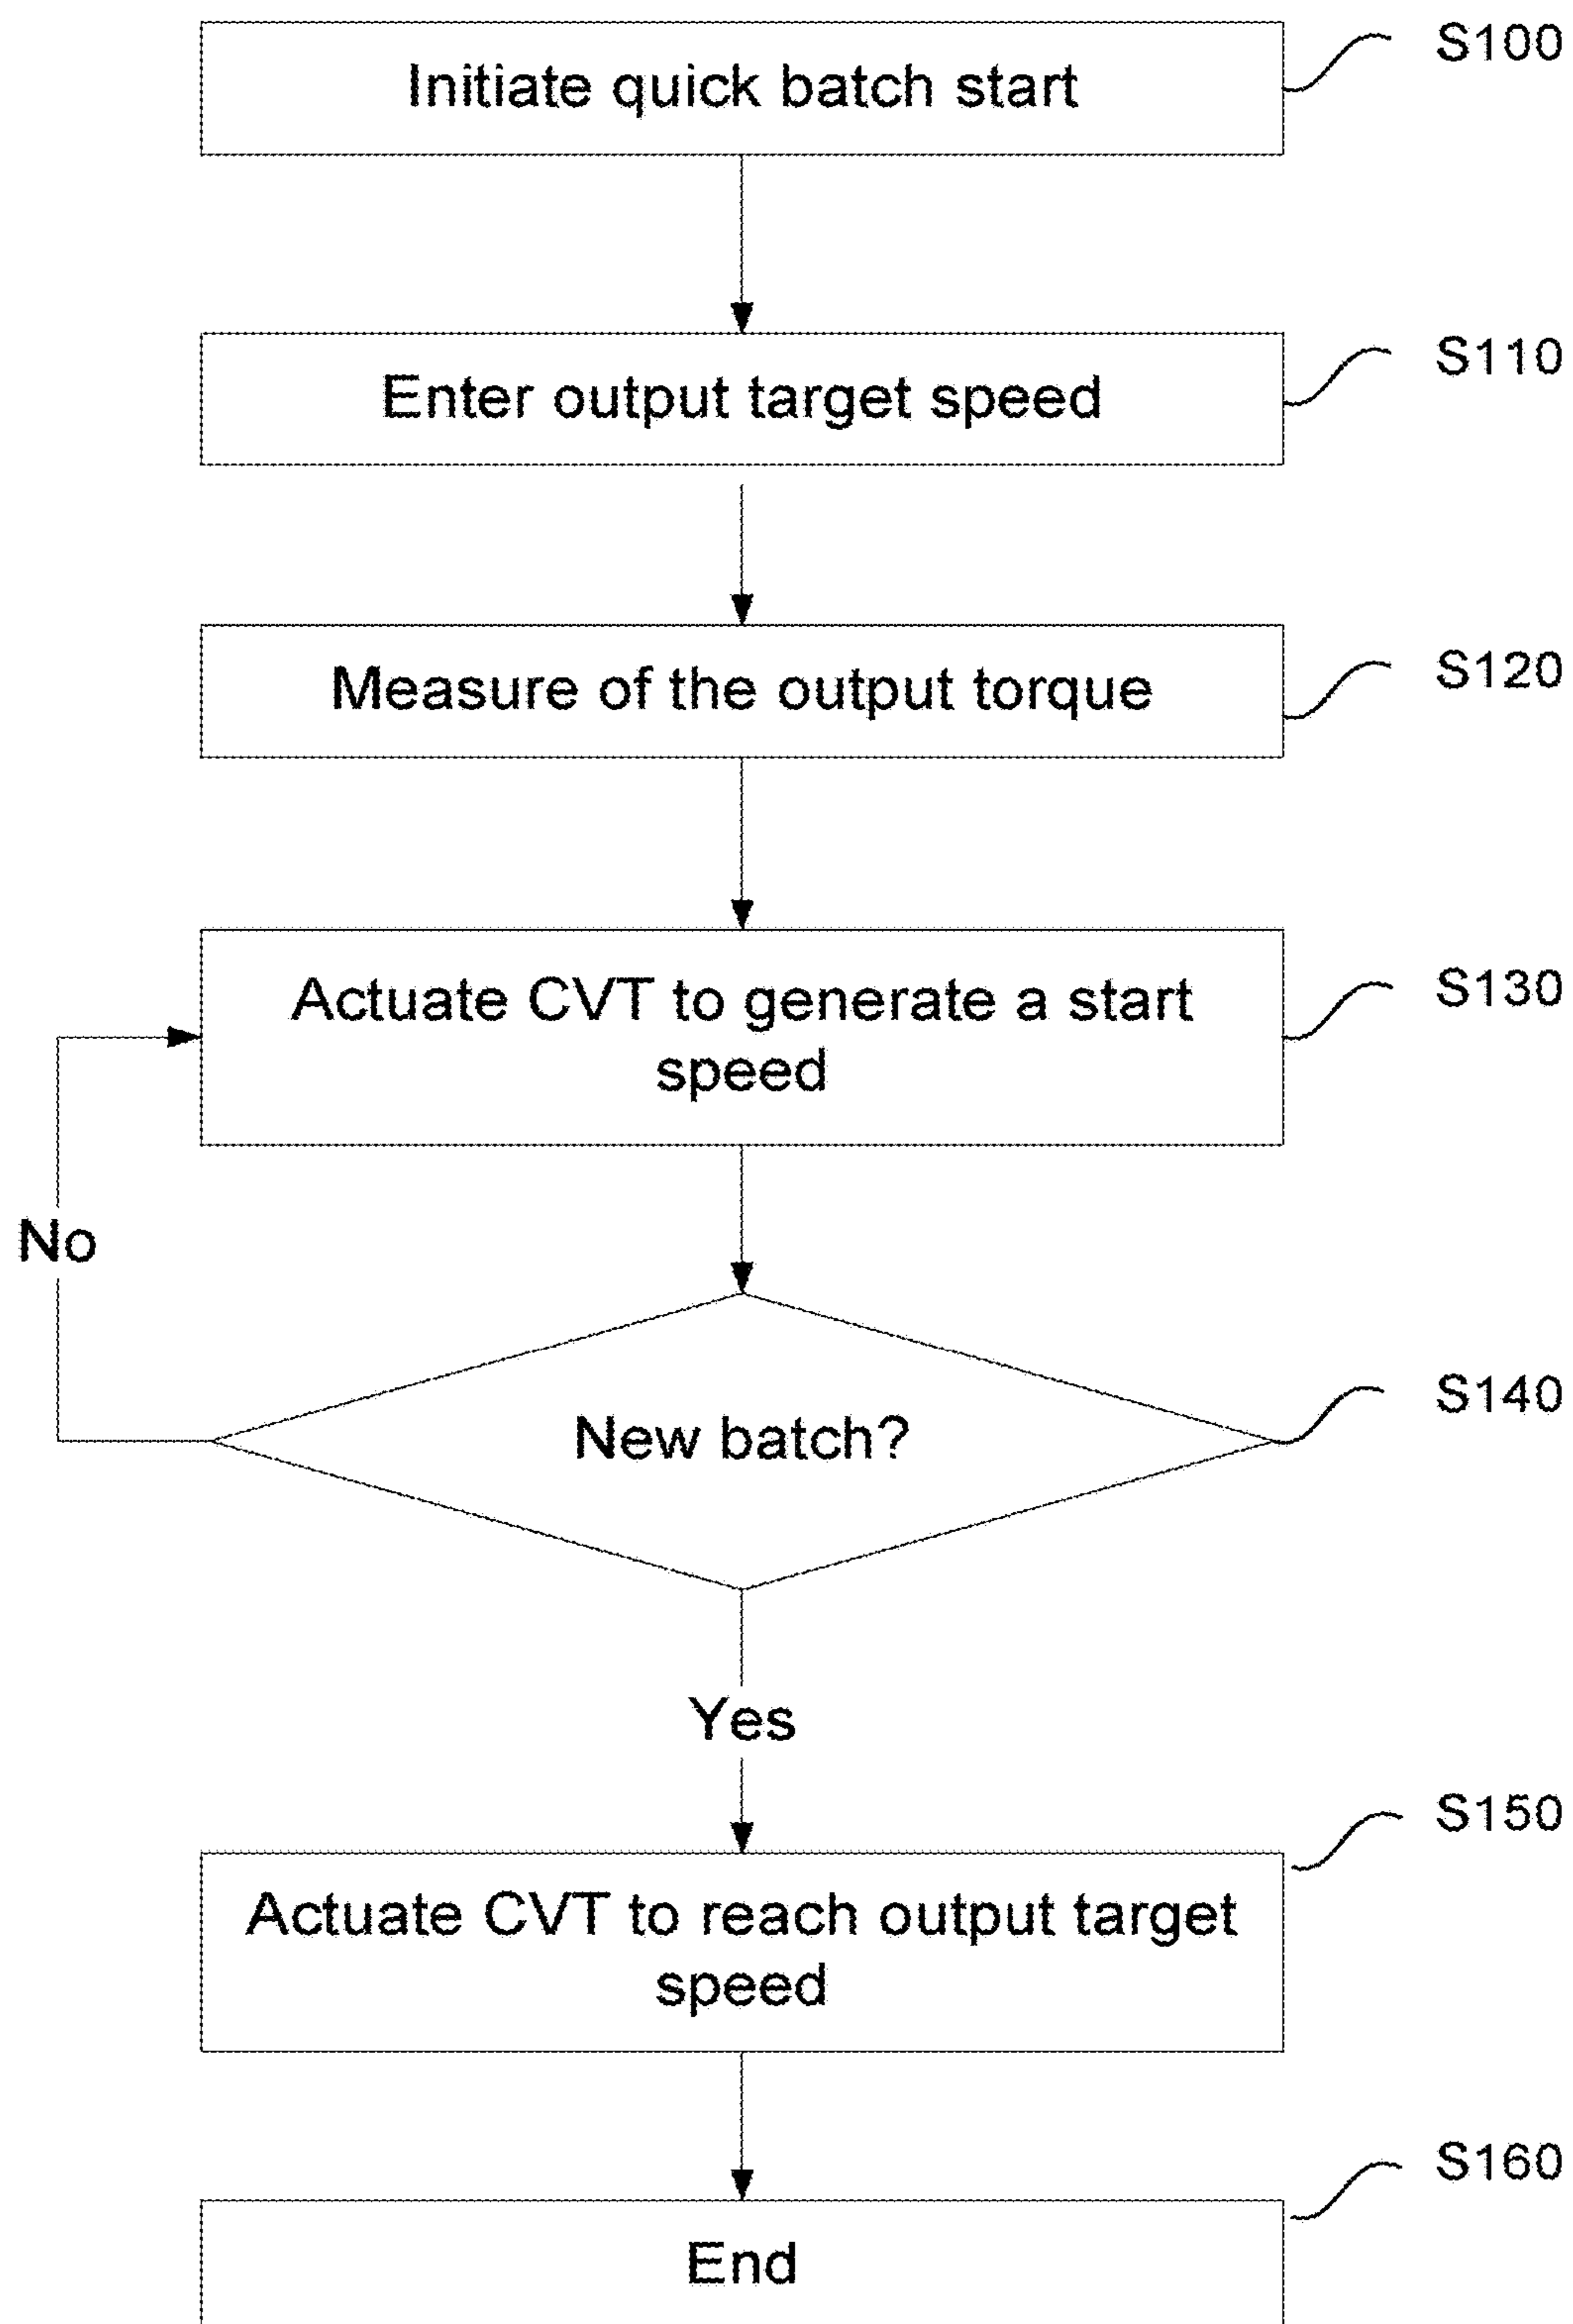 Initiate quick batch start
S100
Enter output target speed
S110
Measure of the output torque
S120
Actuate CVT to generate a start
speed
S130
No
New batch?
S140
Yes
Actuate CVT to reach output target
speed
S150
End
S160